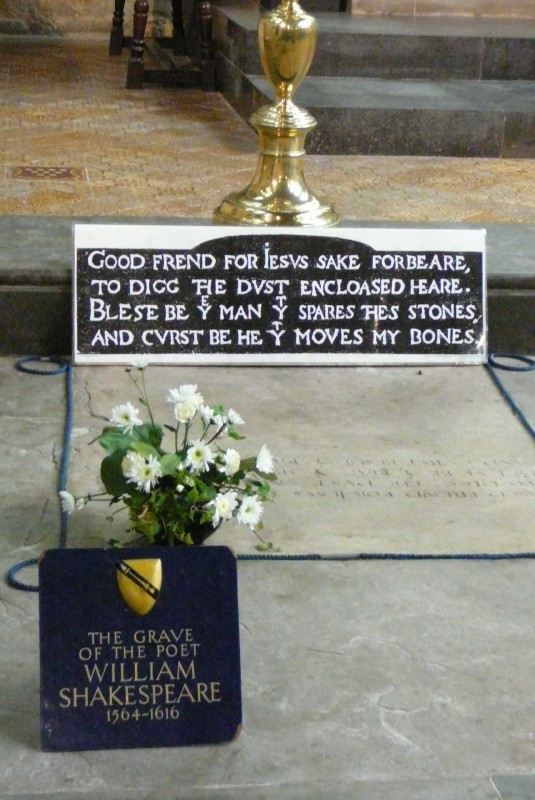 GOOD FREND FOR IESVS SAKE FORBEARE,
TO DIGG THE DVST ENCLOASED HEARE.
BLESE BE Yᴱ MAN Yᵀ SPARES THES STONES,
AND CVRST BE HE Yᵀ MOVES MY BONES.
THE GRAVE
OF THE POET
WILLIAM
SHAKESPEARE
1564-1616